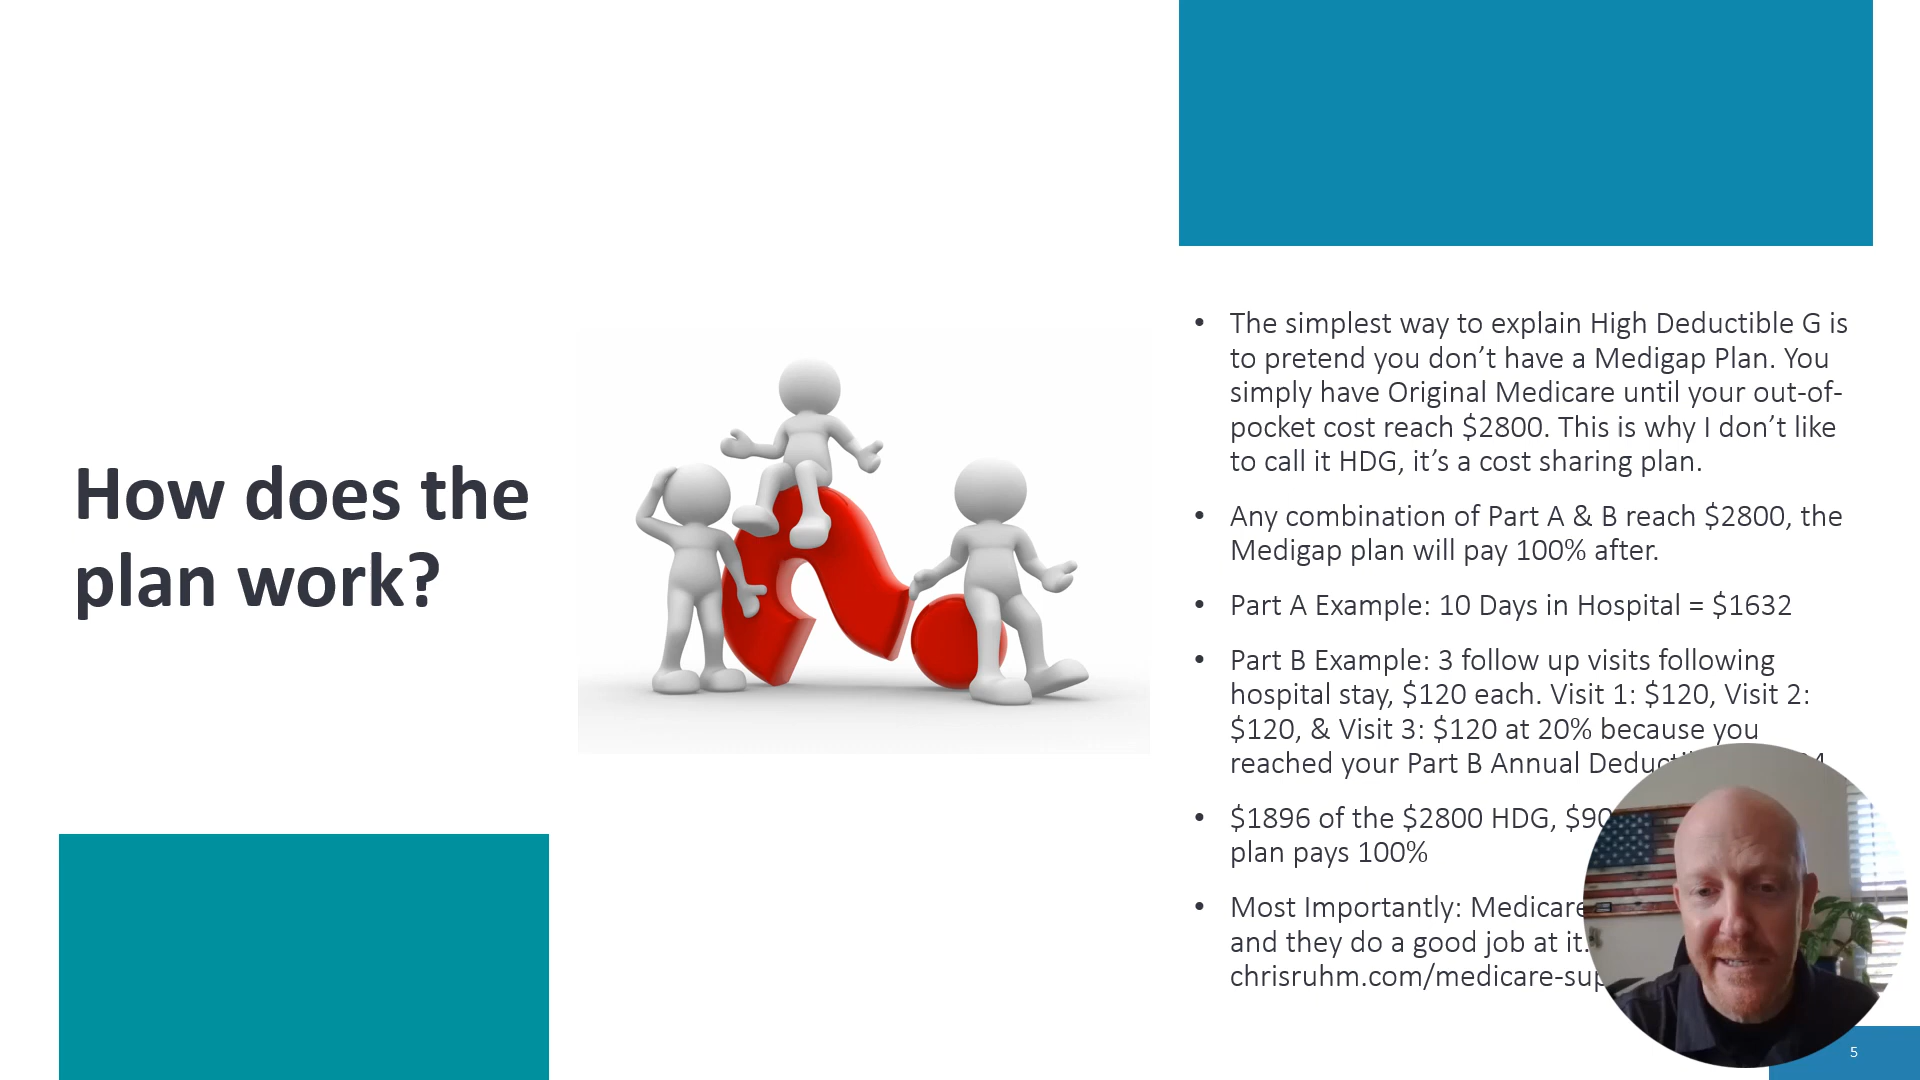 How does the
plan work?
• The simplest way to explain High Deductible G is
to pretend you don’t have a Medigap Plan. You
simply have Original Medicare until your out-of-
pocket cost reach $2800. This is why I don’t like
to call it HDG, it’s a cost sharing plan.
• Any combination of Part A & B reach $2800, the
Medigap plan will pay 100% after.
• Part A Example: 10 Days in Hospital = $1632
• Part B Example: 3 follow up visits following
hospital stay, $120 each. Visit 1: $120, Visit 2:
$120, & Visit 3: $120 at 20% because you
reached your Part B Annual
• $1896 of the $2800 HDG,
plan pays 100%
• Most Importantly: Medicare
and they do a good job at it.
chrisruhm.com/medicare-sup
5